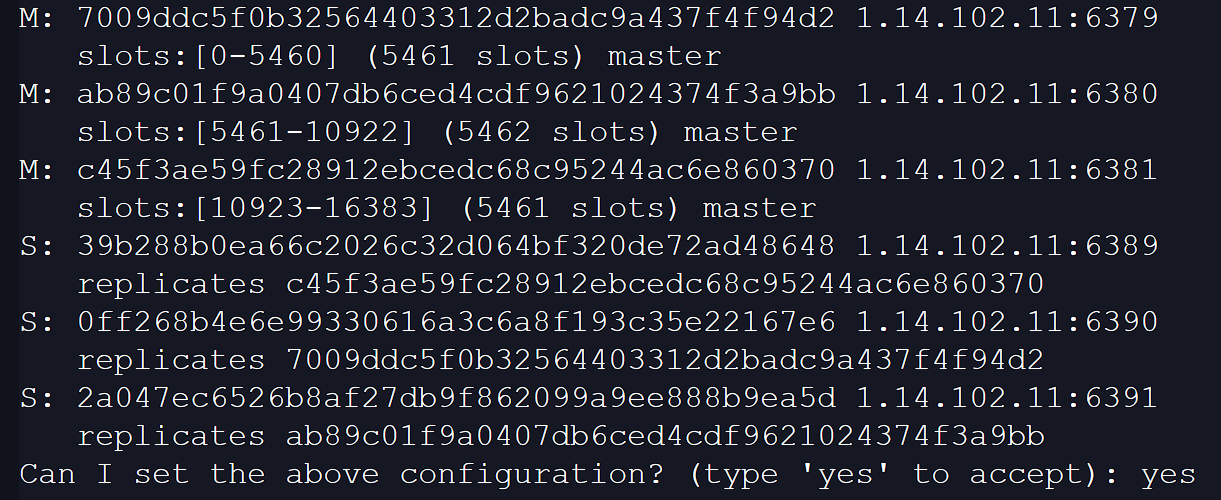 M: 7009ddc5f0b32564403312d2badc9a437f4f94d2 1.14.102.11:6379
slots:[0-5460] (5461 slots) master
M: ab89c01f9a0407db6ced4cdf9621024374f3a9bb 1.14.102.11:6380
slots:[5461-10922] (5462 slots) master
M: c45f3ae59fc28912ebcedc68c95244ac6e860370 1.14.102.11:6381
slots:[10923-16383] (5461 slots) master
S: 39b288b0ea66c2026c32d064bf320de72ad48648 1.14.102.11:6389
replicates c45f3ae59fc28912ebcedc68c95244ac6e860370
S: 0ff268b4e6e99330616a3c6a8f193c35e22167e6 1.14.102.11:6390
replicates 7009ddc5f0b32564403312d2badc9a437f4f94d2
S: 2a047ec6526b8af27db9f862099a9ee888b9ea5d 1.14.102.11:6391
replicates ab89c01f9a0407db6ced4cdf9621024374f3a9bb
Can I set the above configuration? (type 'yes' to accept): yes